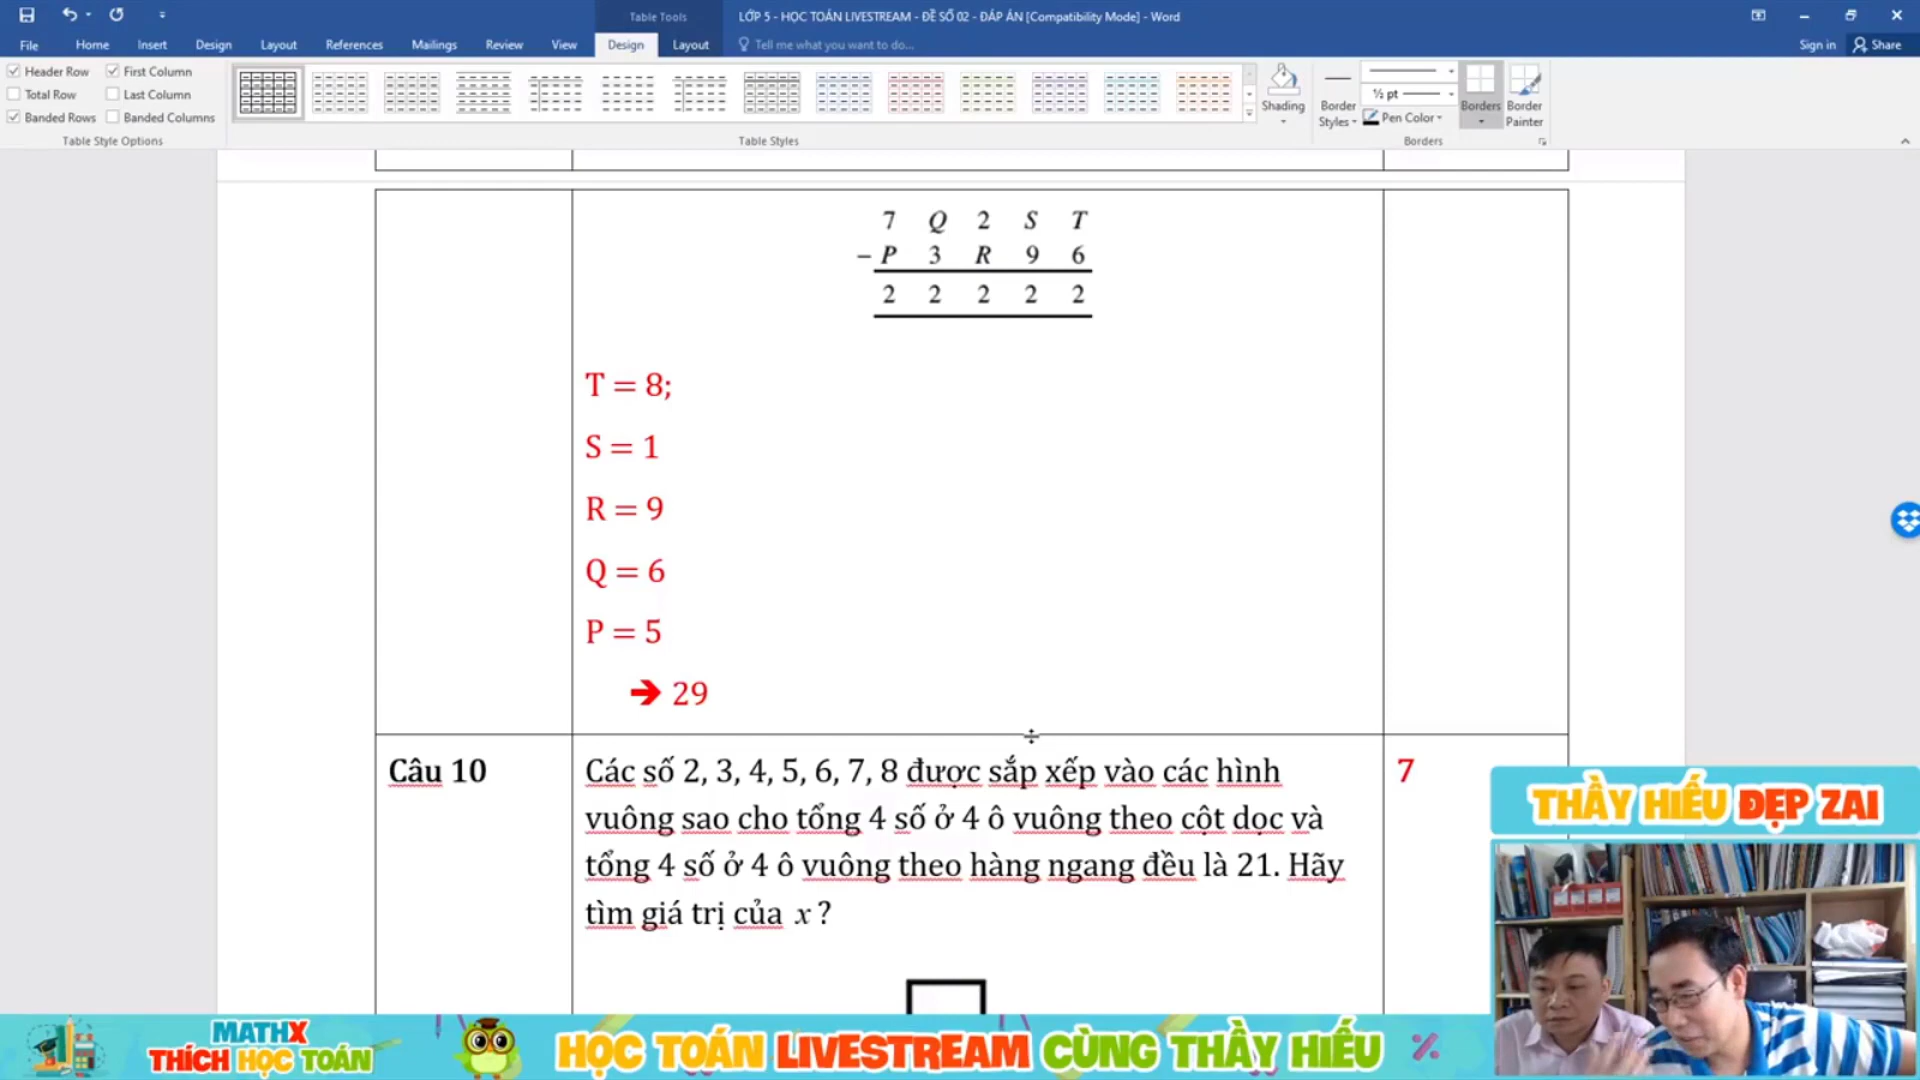 Table Tools
LỚP 5 - HỌC TOÁN LIVESTREAM - ĐỀ SỐ 02 - ĐÁP ÁN [Compatibility Mode] - Word
File Home Insert Design Layout References Mailings Review View Design Layout Tell me what you want to do... Sign in Share
Header Row First Column
Total Row Last Column
Banded Rows Banded Columns
Table Style Options
Table Styles
Shading
Border Styles
½ pt
Pen Color
Borders
Border Painter
Borders
7 Q 2 S T
– P 3 R 9 6
2 2 2 2 2
T = 8;
S = 1
R = 9
Q = 6
P = 5
➔ 29
Câu 10
Các số 2, 3, 4, 5, 6, 7, 8 được sắp xếp vào các hình
vuông sao cho tổng 4 số ở 4 ô vuông theo cột dọc và
tổng 4 số ở 4 ô vuông theo hàng ngang đều là 21. Hãy
tìm giá trị của x ?
7
THẦY HIẾU ĐẸP ZAI
MATHX
THÍCH HỌC TOÁN
HỌC TOÁN LIVESTREAM CÙNG THẦY HIẾU